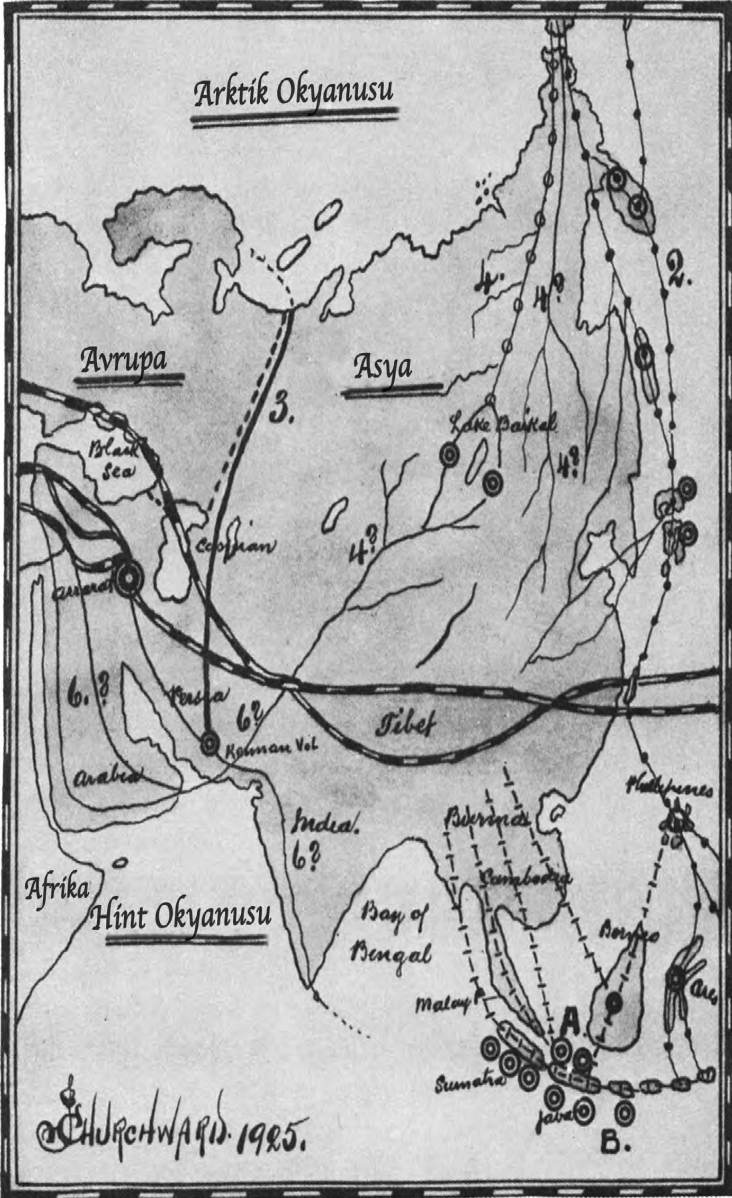 Arktik Okyanusu
2.
4.
4?
Avrupa
Asya
3.
Lake Baikal
Black
Sea
4?
4?
Caspian
Ararat
6.?
Persia
6?
Tibet
Kerman Vol
Arabia
Phillipines
India.
6?
Burma
Cambodia
Afrika
Hint Okyanusu
Bay of
Bengal
Borneo
Malay P
A.
Sumatra
Java
B.
CHURCHWARD. 1925.